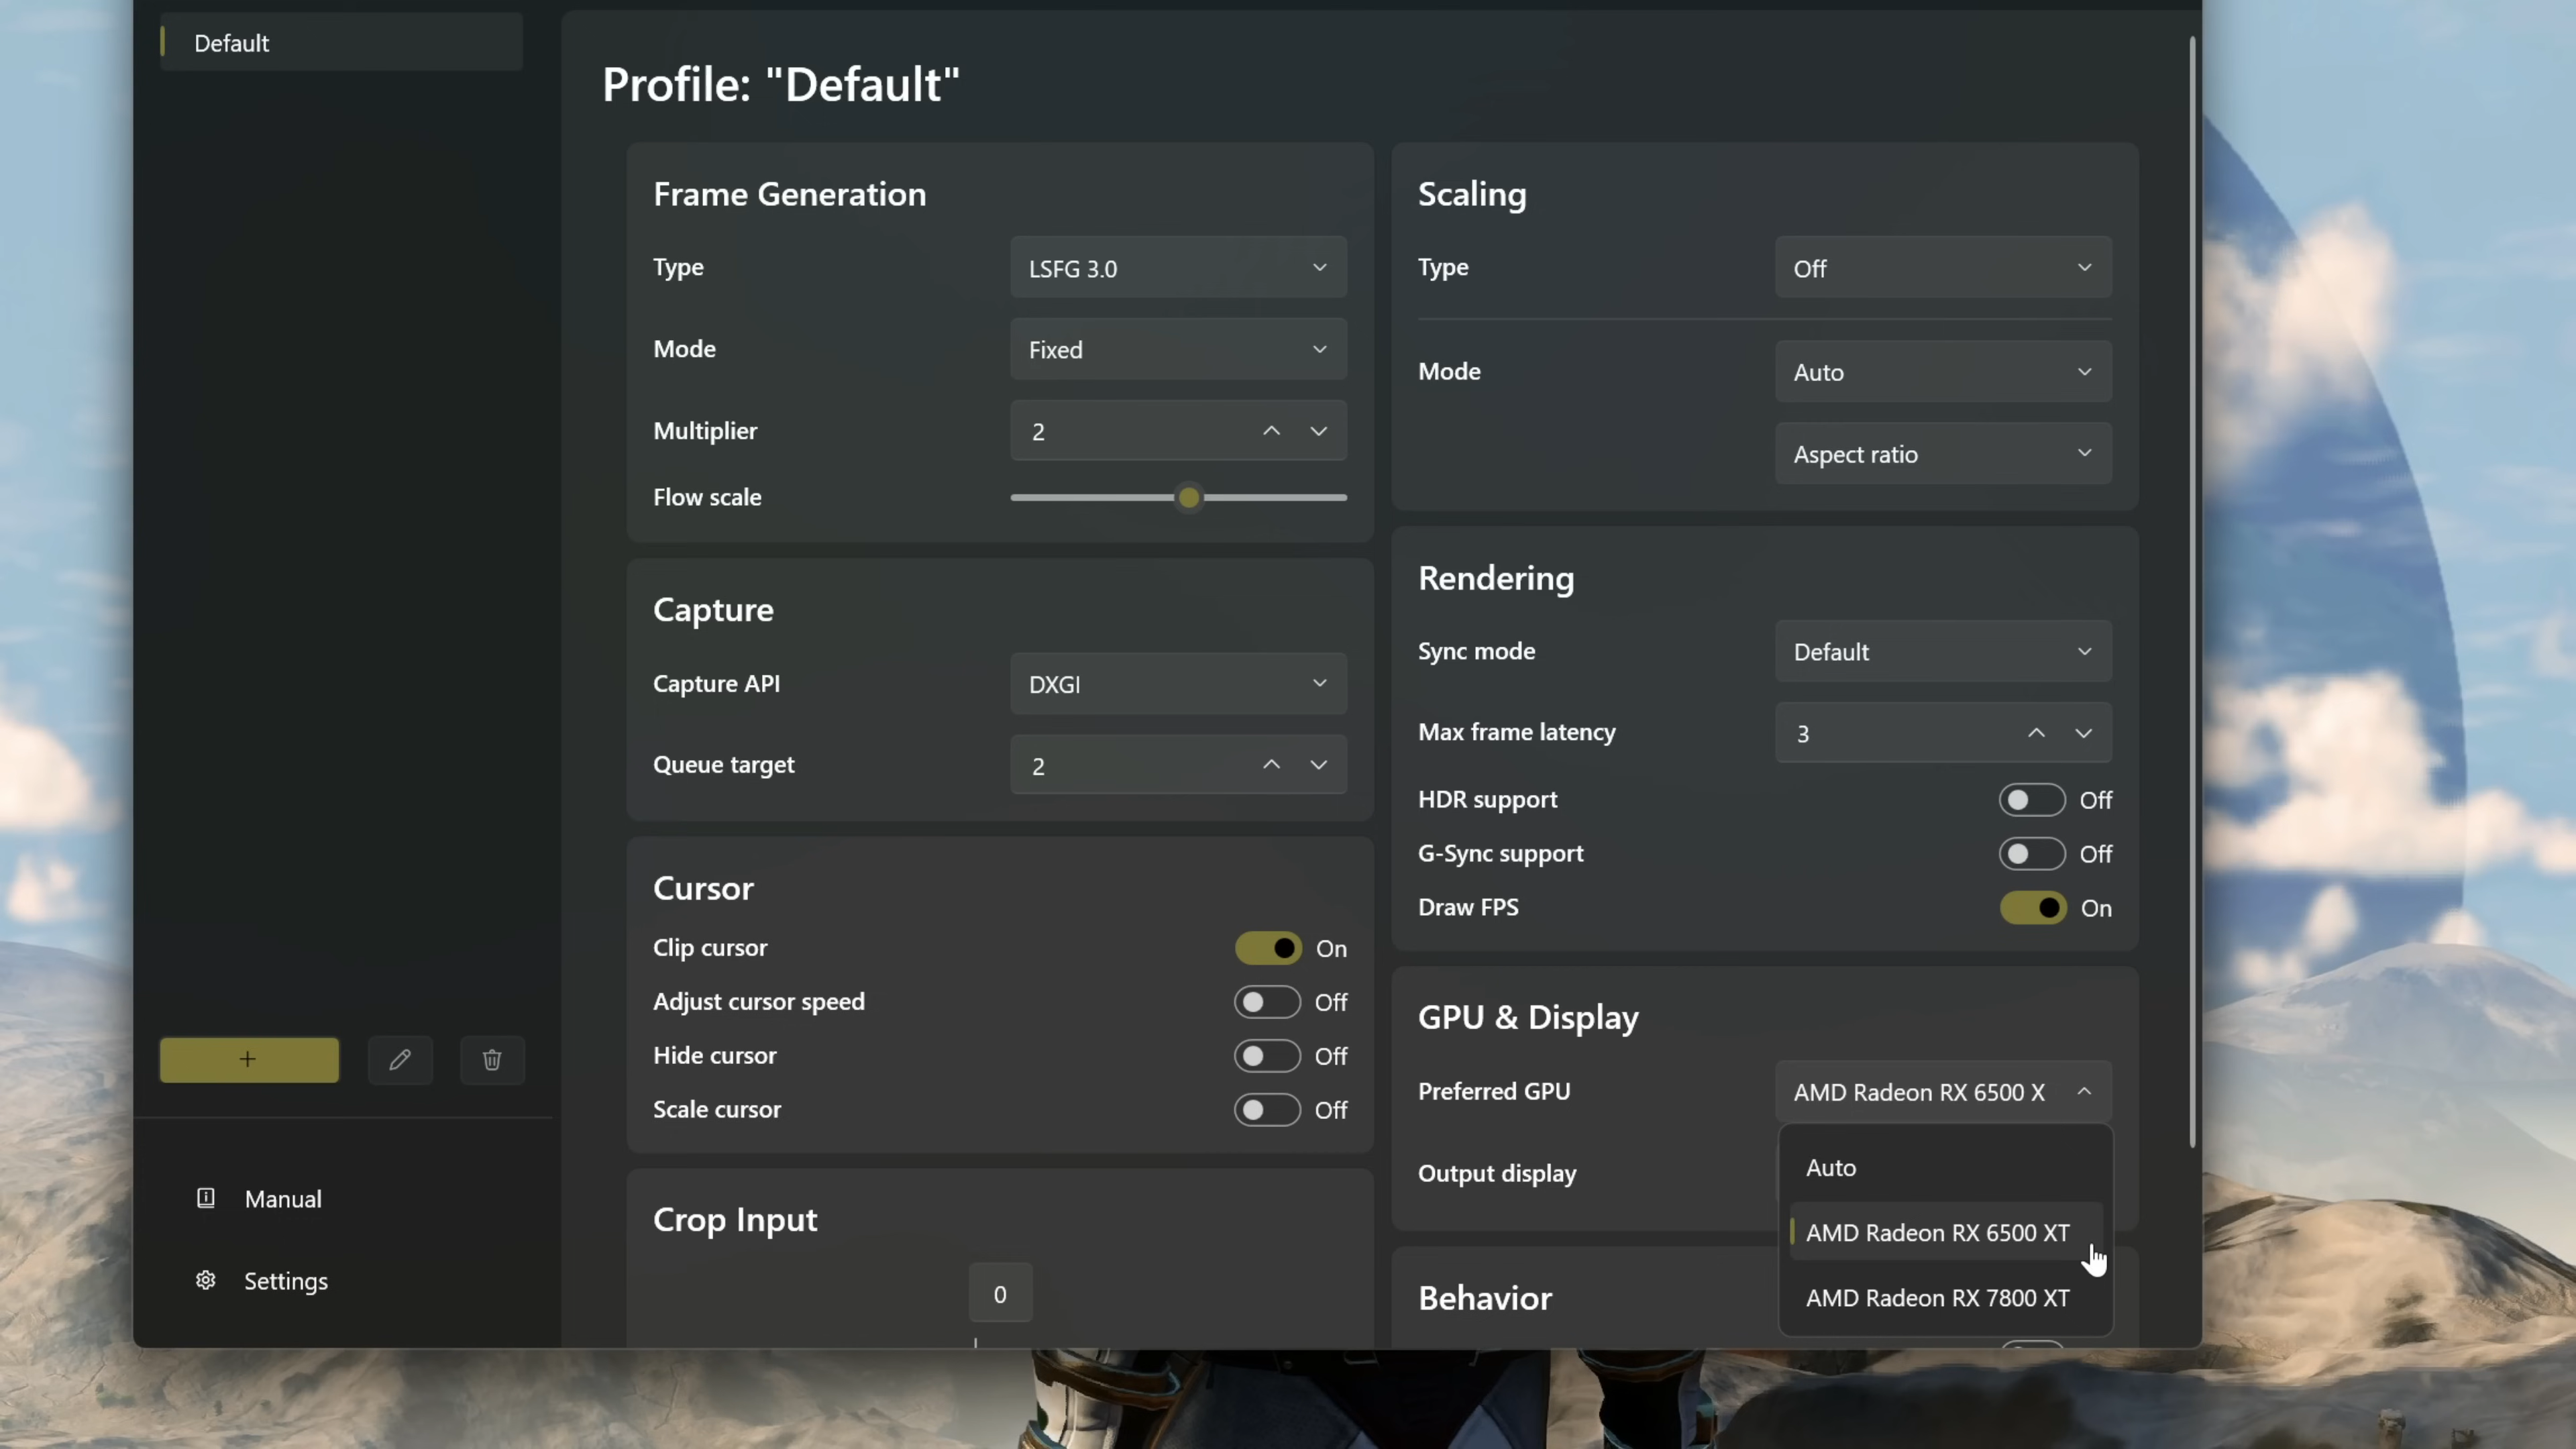 Default
Profile: "Default"
Frame Generation
Type
LSFG 3.0
Mode
Fixed
Multiplier
2
Flow scale
Capture
Capture API
DXGI
Queue target
2
Cursor
Clip cursor
On
Adjust cursor speed
Off
Hide cursor
Off
Scale cursor
Off
Crop Input
0
Scaling
Type
Off
Mode
Auto
Aspect ratio
Rendering
Sync mode
Default
Max frame latency
3
HDR support
Off
G-Sync support
Off
Draw FPS
On
GPU & Display
Preferred GPU
AMD Radeon RX 6500 X
Output display
Auto
AMD Radeon RX 6500 XT
AMD Radeon RX 7800 XT
Behavior
+
Manual
Settings